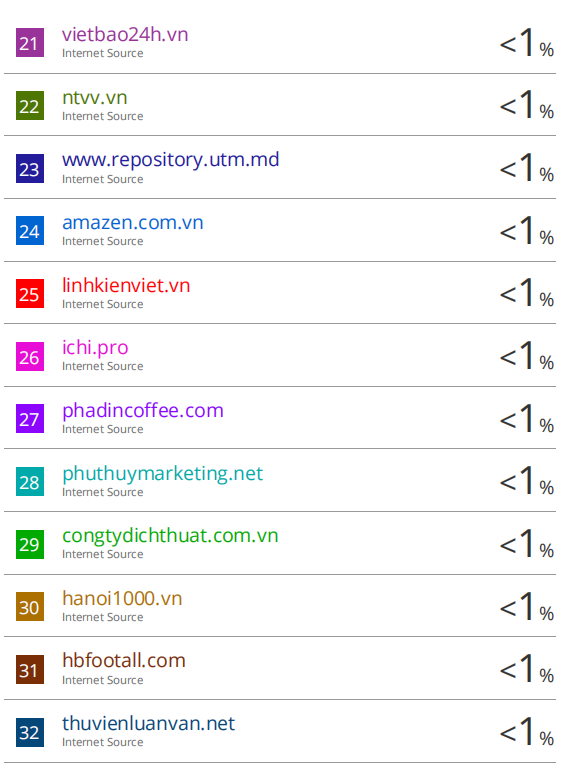 21 vietbao24h.vn <1%
Internet Source
22 ntvv.vn <1%
Internet Source
23 www.repository.utm.md <1%
Internet Source
24 amazen.com.vn <1%
Internet Source
25 linhkienviet.vn <1%
Internet Source
26 ichi.pro <1%
Internet Source
27 phadincoffee.com <1%
Internet Source
28 phuthuymarketing.net <1%
Internet Source
29 congtydichthuat.com.vn <1%
Internet Source
30 hanoi1000.vn <1%
Internet Source
31 hbfootall.com <1%
Internet Source
32 thuvienluanvan.net <1%
Internet Source